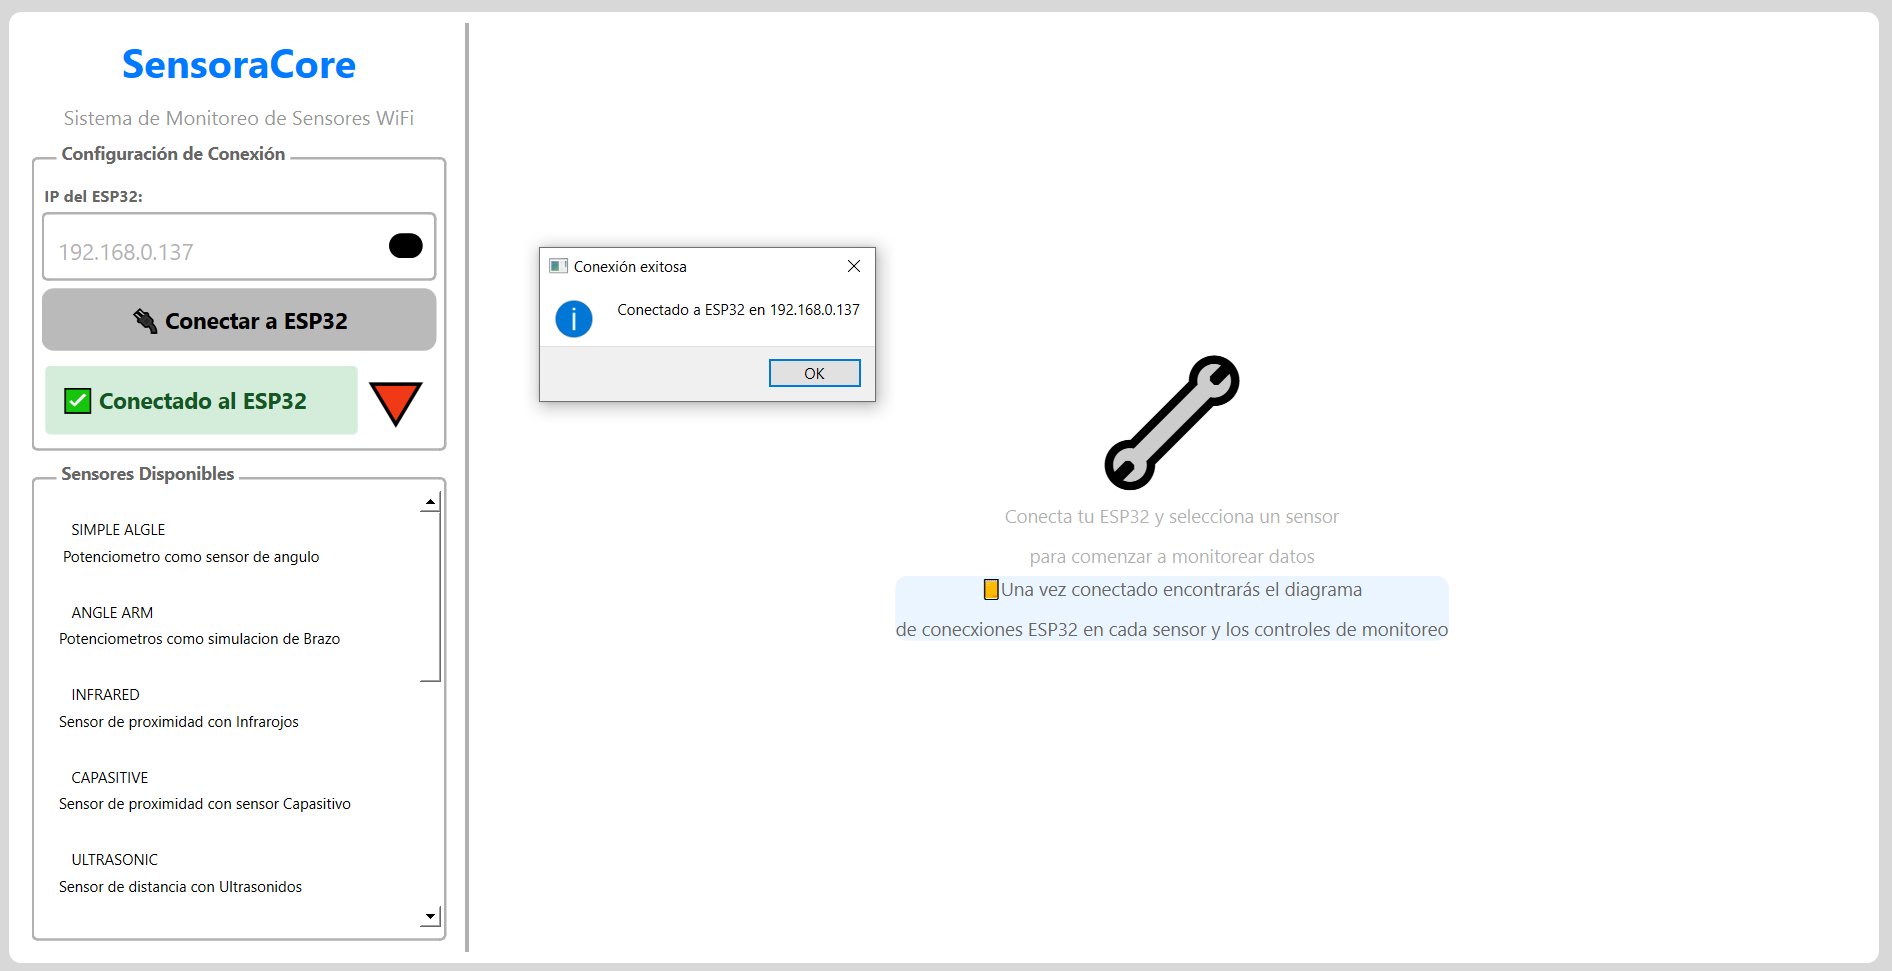 SensoraCore
Sistema de Monitoreo de Sensores WiFi
Configuración de Conexión
IP del ESP32:
192.168.0.137
Conectar a ESP32
Conectado al ESP32
Sensores Disponibles
SIMPLE ALGLE
Potenciometro como sensor de angulo
ANGLE ARM
Potenciometros como simulacion de Brazo
INFRARED
Sensor de proximidad con Infrarojos
CAPASITIVE
Sensor de proximidad con sensor Capasitivo
ULTRASONIC
Sensor de distancia con Ultrasonidos
Conexión exitosa
Conectado a ESP32 en 192.168.0.137
OK
Conecta tu ESP32 y selecciona un sensor
para comenzar a monitorear datos
Una vez conectado encontrarás el diagrama
de conecxiones ESP32 en cada sensor y los controles de monitoreo